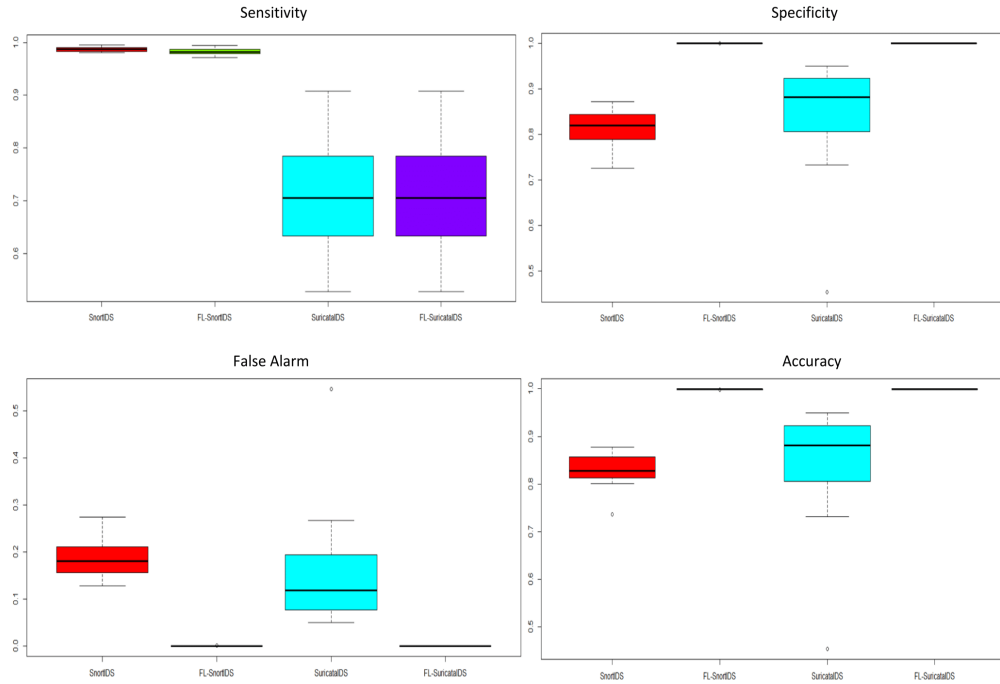 Sensitivity
1.0
0.9
0.8
0.7
0.6
SnortIDS FL-SnortIDS SuricataIDS FL-SuricataIDS
Specificity
1.0
0.9
0.8
0.7
0.6
0.5
SnortIDS FL-SnortIDS SuricataIDS FL-SuricataIDS
False Alarm
0.5
0.4
0.3
0.2
0.1
0.0
SnortIDS FL-SnortIDS SuricataIDS FL-SuricataIDS
Accuracy
1.0
0.9
0.8
0.7
0.6
0.5
SnortIDS FL-SnortIDS SuricataIDS FL-SuricataIDS